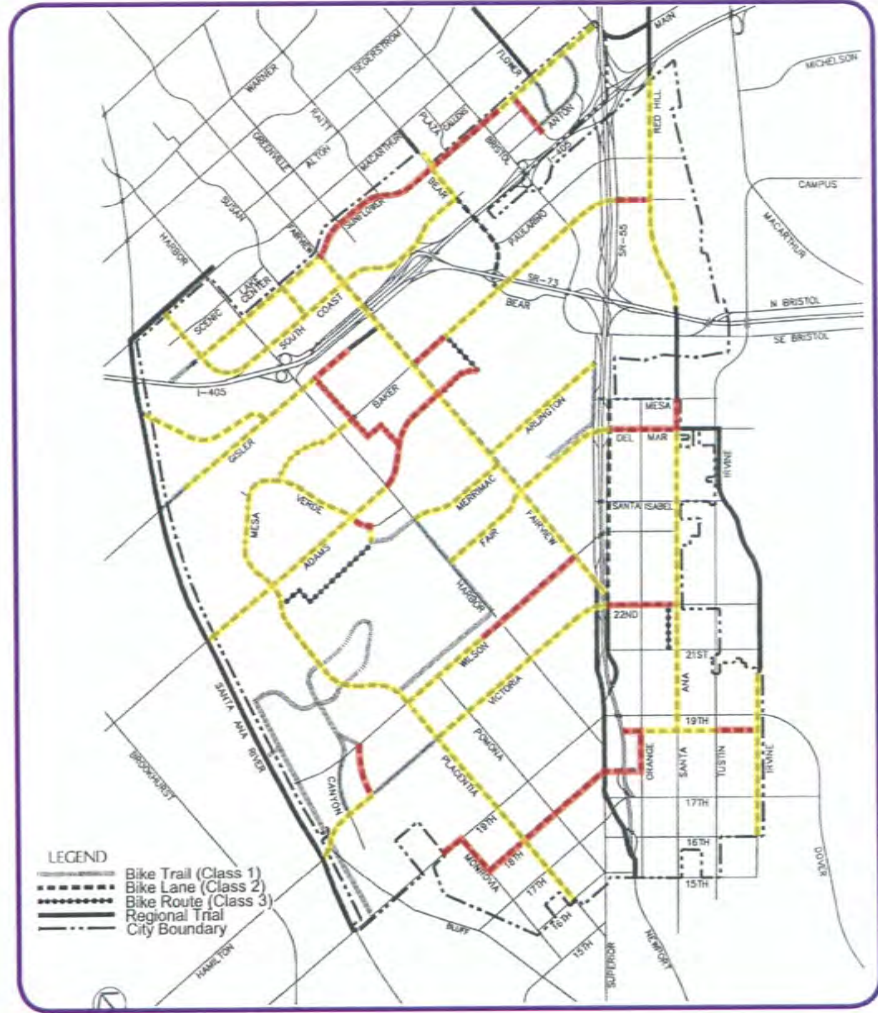 MAIN
MICHELSON
SEGERSTROM
FLOWER
WARNER
RAITT
PLAZA
CALLENS
ANTON
RED HILL
GREENVILLE
ALTON
MACARTHUR
BRISTOL
I-405
SUSAN
BEAR
CAMPUS
HARBOR
FAIRVIEW
SUNFLOWER
PAULARINO
SR-55
MACARTHUR
SCENIC
LAKE
CENTER
SOUTH
COAST
SR-73
BEAR
N BRISTOL
SE BRISTOL
I-405
BAKER
MESA
GISLER
ARLINGTON
DEL
MAR
IRVINE
VERDE
MESA
MERRIMAC
SANTA
ISABEL
ADAMS
FAIR
FAIRVIEW
HARBOR
22ND
WILSON
21ST
SANTA ANA RIVER
VICTORIA
ANA
19TH
BROOKHURST
CANYON
POMONA
PLACENTIA
ORANGE
SANTA
TUSTIN
IRVINE
17TH
19TH
18TH
16TH
DOVER
MONROVIA
17TH
15TH
16TH
BLUFF
15TH
HAMILTON
SUPERIOR
NEWPORT
LEGEND
Bike Trail (Class 1)
Bike Lane (Class 2)
Bike Route (Class 3)
Regional Trial
City Boundary